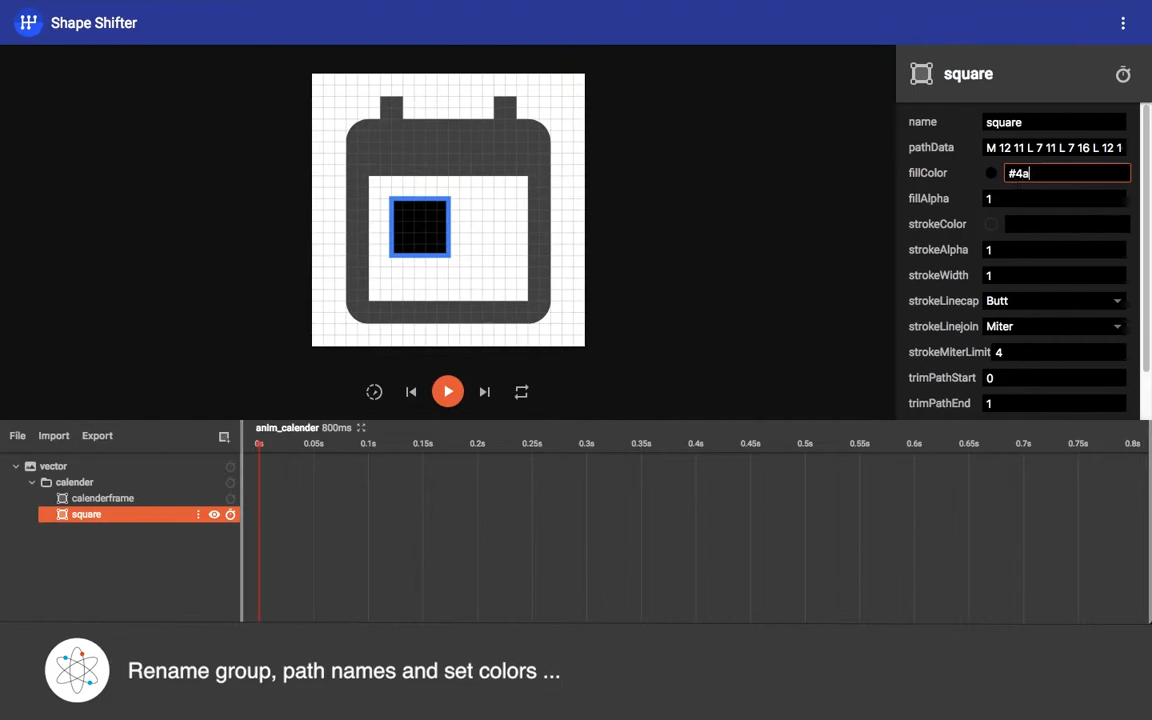 Shape Shifter
square
name square
pathData M 12 11 L 7 11 L 7 16 L 12 1
fillColor #4a
fillAlpha 1
strokeColor
strokeAlpha 1
strokeWidth 1
strokeLinecap Butt
strokeLinejoin Miter
strokeMiterLimit 4
trimPathStart 0
trimPathEnd 1
File Import Export
anim_calender 800ms
0s 0.05s 0.1s 0.15s 0.2s 0.25s 0.3s 0.35s 0.4s 0.45s 0.5s 0.55s 0.6s 0.65s 0.7s 0.75s 0.8s
vector
calender
calenderframe
square
Rename group, path names and set colors ...